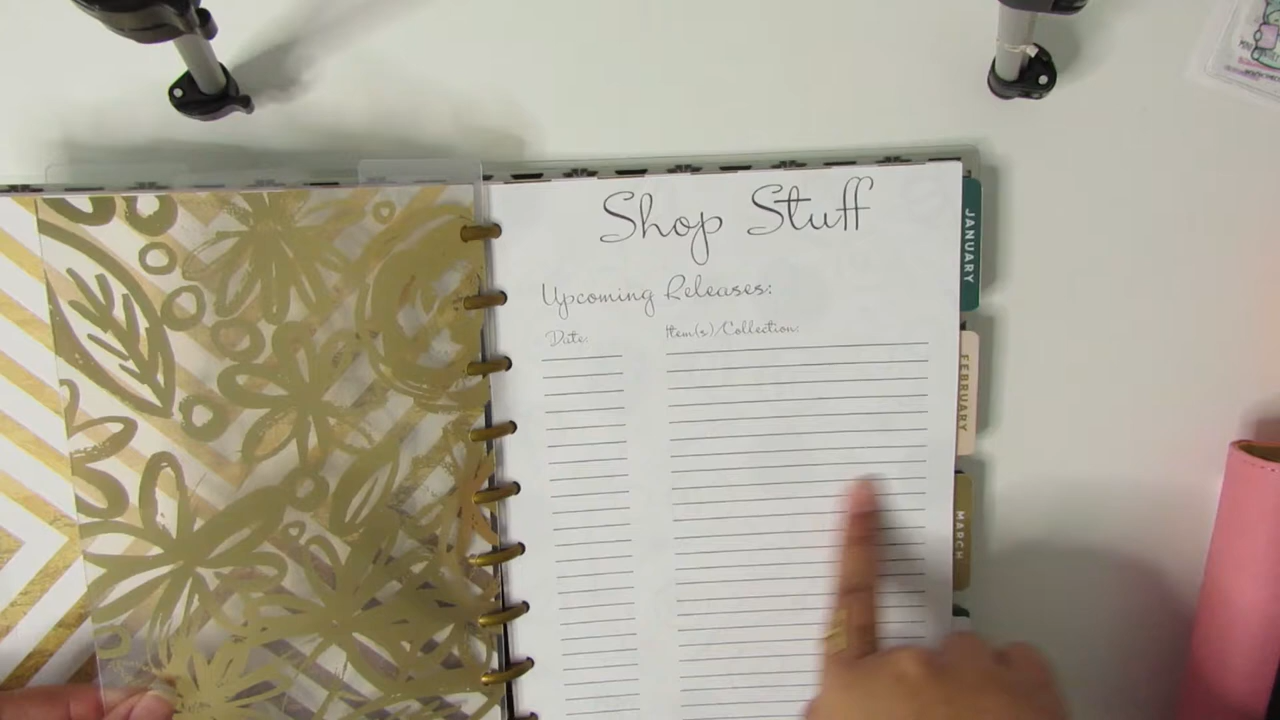 Shop Stuff
Upcoming Releases:
Date:
Item(s)/Collection:
JANUARY
FEBRUARY
MARCH